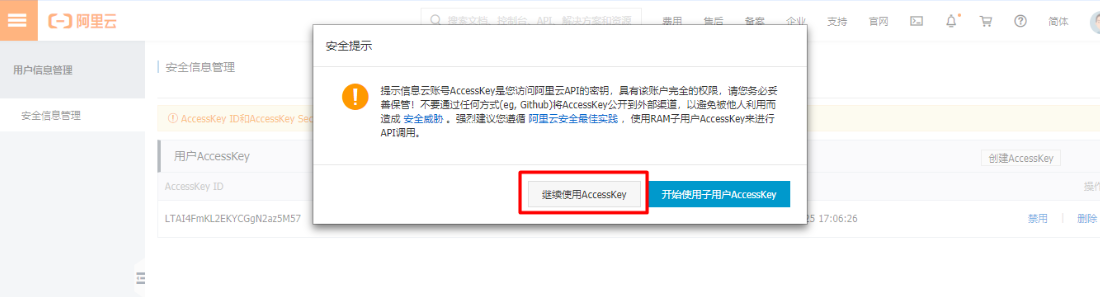 阿里云
搜索文档、控制台、API、解决方案和资源
费用 售后 备案 企业 支持 官网 简体
用户信息管理
安全信息管理
安全信息管理
安全提示
提示信息云账号AccessKey是您访问阿里云API的密钥，具有该账户完全的权限，请您务必妥
善保管！不要通过任何方式(eg, Github)将AccessKey公开到外部渠道，以避免被他人利用而
造成 安全威胁 。强烈建议您遵循 阿里云安全最佳实践 ，使用RAM子用户AccessKey来进行
API调用。
继续使用AccessKey
开始使用子用户AccessKey
AccessKey ID和AccessKey Sec
用户AccessKey
创建AccessKey
AccessKey ID
操作
LTAI4FmKL2EKYCGgN2az5M57
25 17:06:26
禁用
删除